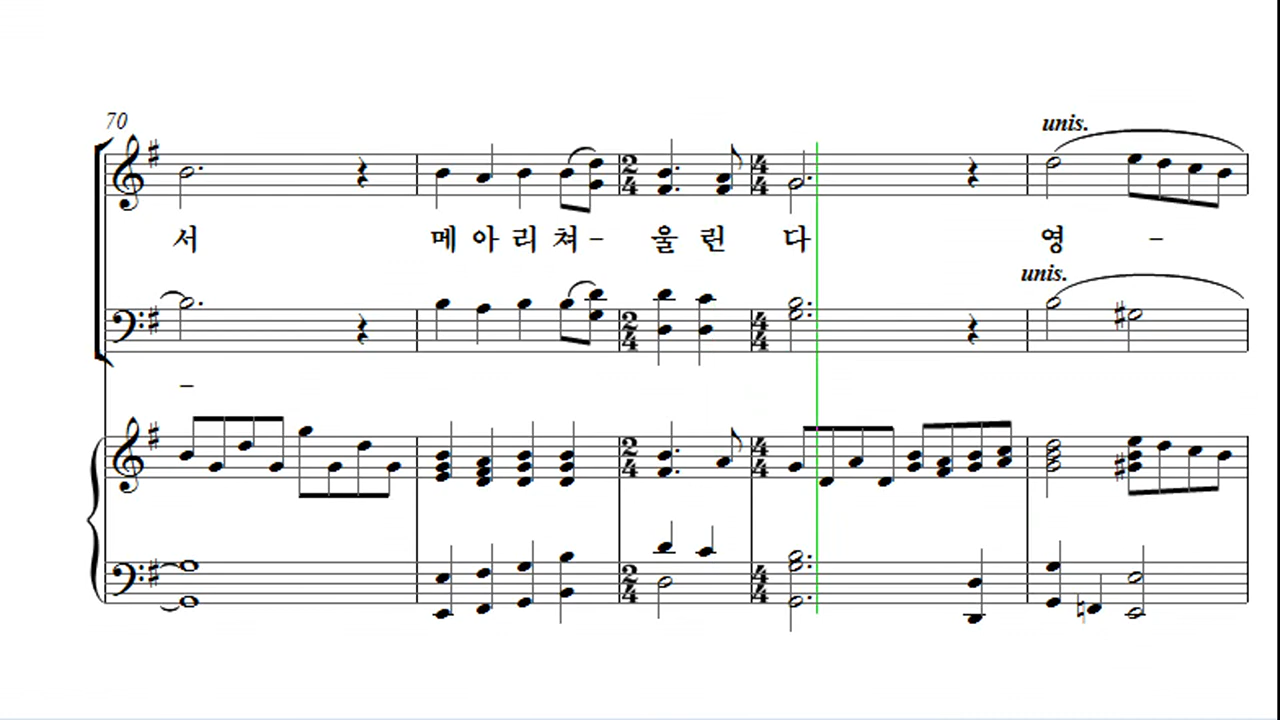 70
unis.
서 메 아 리 쳐 - 울 린 다 영 -
unis.
-